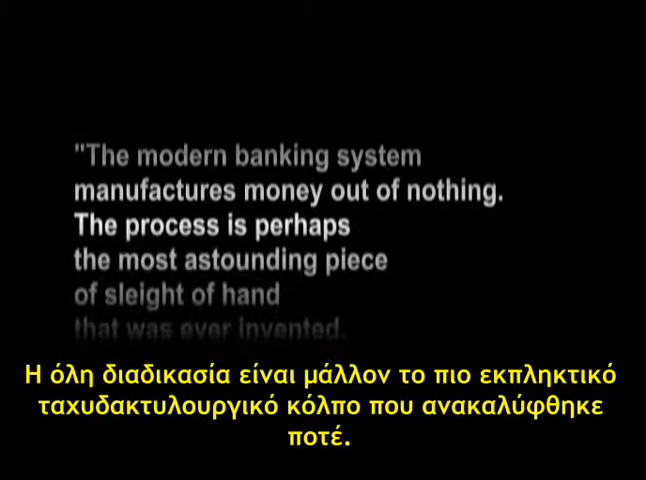 "The modern banking system
manufactures money out of nothing.
The process is perhaps
the most astounding piece
of sleight of hand
that was ever invented.
Η όλη διαδικασία είναι μάλλον το πιο εκπληκτικό
ταχυδακτυλουργικό κόλπο που ανακαλύφθηκε
ποτέ.